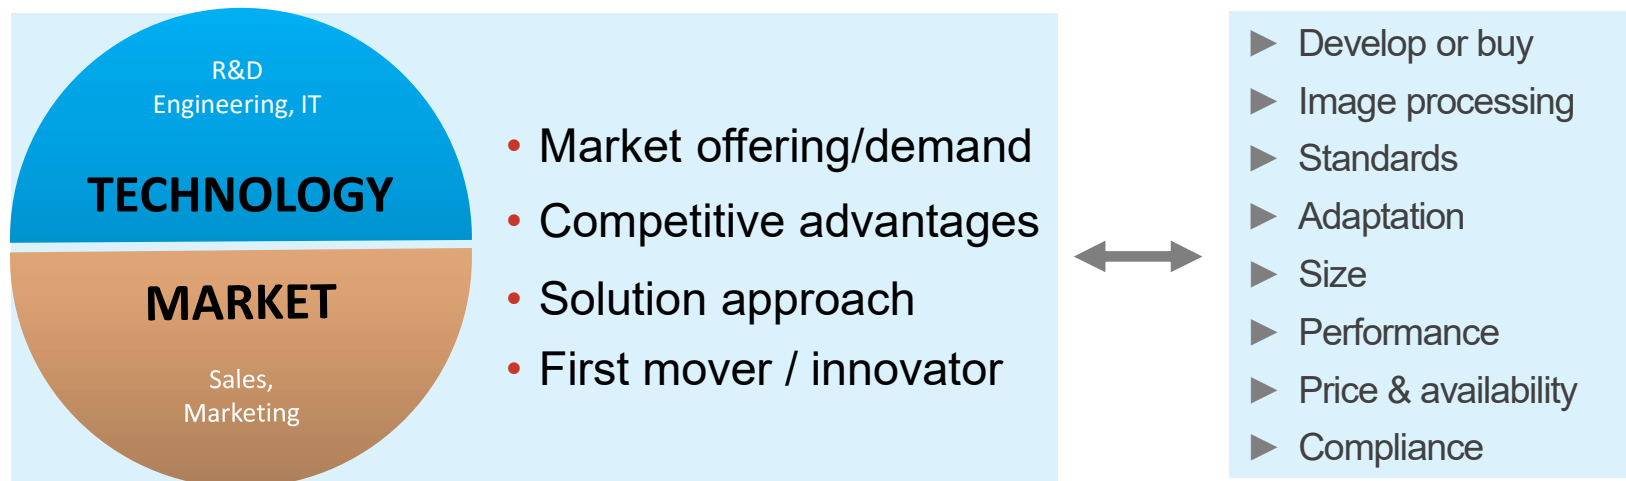 R&D
Engineering, IT
TECHNOLOGY
MARKET
Sales,
Marketing
• Market offering/demand
• Competitive advantages
• Solution approach
• First mover / innovator
► Develop or buy
► Image processing
► Standards
► Adaptation
► Size
► Performance
► Price & availability
► Compliance